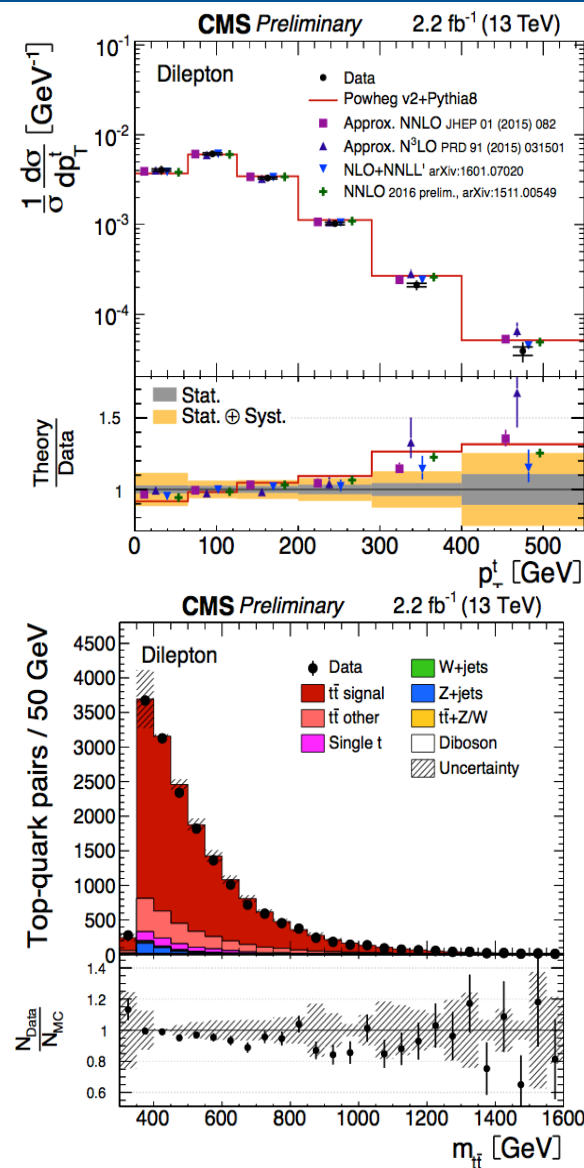 CMS Preliminary 2.2 fb⁻¹ (13 TeV)
Dilepton
Data
Powheg v2+Pythia8
Approx. NNLO JHEP 01 (2015) 082
Approx. N³LO PRD 91 (2015) 031501
NLO+NNLL' arXiv:1601.07020
NNLO 2016 prelim., arXiv:1511.00549
1/σ dσ/dp_T^t [GeV⁻¹]
10⁻¹
10⁻²
10⁻³
10⁻⁴
Stat.
Stat. ⊕ Syst.
Theory
Data
1.5
1
0 100 200 300 400 500
p_T^t [GeV]
CMS Preliminary 2.2 fb⁻¹ (13 TeV)
Dilepton
Data
tt̄ signal
tt̄ other
Single t
W+jets
Z+jets
tt̄+Z/W
Diboson
Uncertainty
Top-quark pairs / 50 GeV
4500
4000
3500
3000
2500
2000
1500
1000
500
0
N_Data
N_MC
1.4
1.2
1
0.8
0.6
400 600 800 1000 1200 1400 1600
m_tt̄ [GeV]